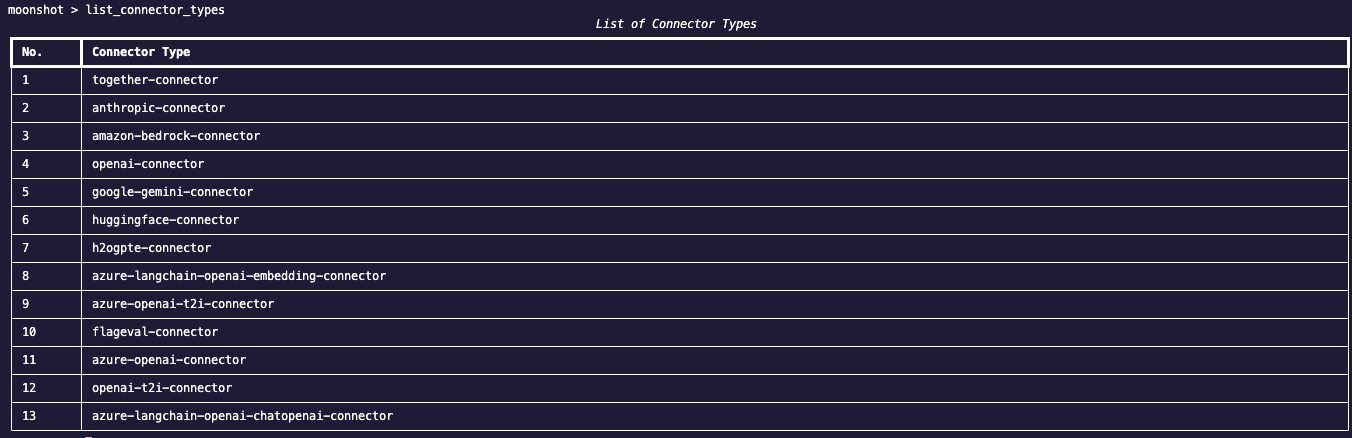 moonshot > list_connector_types
List of Connector Types
No. Connector Type
1 together-connector
2 anthropic-connector
3 amazon-bedrock-connector
4 openai-connector
5 google-gemini-connector
6 huggingface-connector
7 h2ogpte-connector
8 azure-langchain-openai-embedding-connector
9 azure-openai-t2i-connector
10 flageval-connector
11 azure-openai-connector
12 openai-t2i-connector
13 azure-langchain-openai-chatopenai-connector